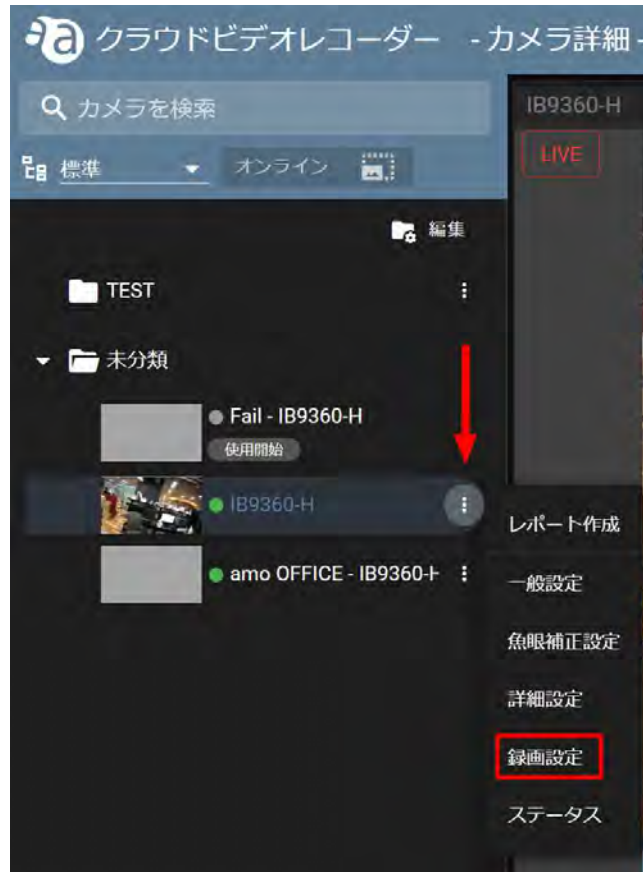 クラウドビデオレコーダー - カメラ詳細 -
カメラを検索
IB9360-H
LIVE
標準
オンライン
編集
TEST
未分類
Fail - IB9360-H
使用開始
IB9360-H
amo OFFICE - IB9360-H
レポート作成
一般設定
魚眼補正設定
詳細設定
録画設定
ステータス